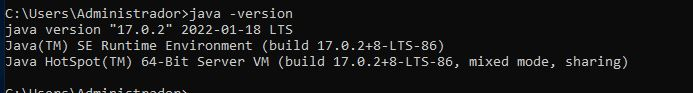 C:\Users\Administrador>java -version
java version "17.0.2" 2022-01-18 LTS
Java(TM) SE Runtime Environment (build 17.0.2+8-LTS-86)
Java HotSpot(TM) 64-Bit Server VM (build 17.0.2+8-LTS-86, mixed mode, sharing)
C:\Users\Administrador>